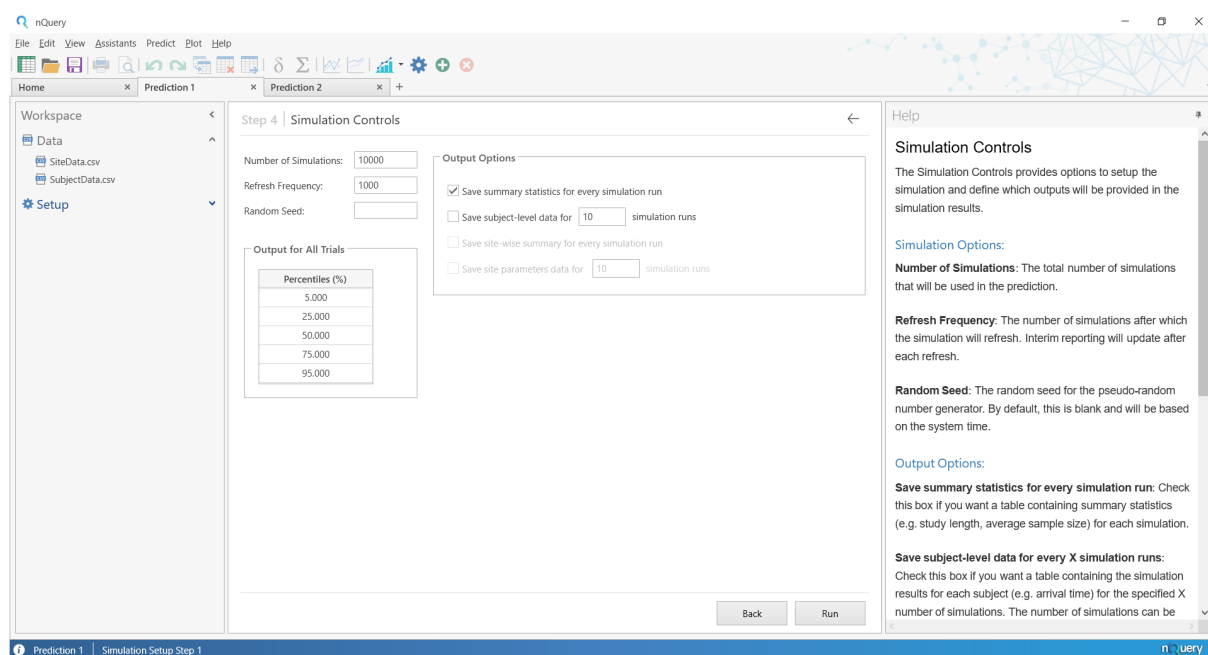 nQuery
File Edit View Assistants Predict Plot Help
Home × Prediction 1 × Prediction 2 × +
Workspace
Data
SiteData.csv
SubjectData.csv
Setup
Step 4 | Simulation Controls
Number of Simulations: 10000
Refresh Frequency: 1000
Random Seed:
Output for All Trials
Percentiles (%)
5.000
25.000
50.000
75.000
95.000
Output Options
Save summary statistics for every simulation run
Save subject-level data for 10 simulation runs
Save site-wise summary for every simulation run
Save site parameters data for 10 simulation runs
Back Run
Help
Simulation Controls
The Simulation Controls provides options to setup the
simulation and define which outputs will be provided in the
simulation results.
Simulation Options:
Number of Simulations: The total number of simulations
that will be used in the prediction.
Refresh Frequency: The number of simulations after which
the simulation will refresh. Interim reporting will update after
each refresh.
Random Seed: The random seed for the pseudo-random
number generator. By default, this is blank and will be based
on the system time.
Output Options:
Save summary statistics for every simulation run: Check
this box if you want a table containing summary statistics
(e.g. study length, average sample size) for each simulation.
Save subject-level data for every X simulation runs:
Check this box if you want a table containing the simulation
results for each subject (e.g. arrival time) for the specified X
number of simulations. The number of simulations can be
Prediction 1 | Simulation Setup Step 1
nQuery